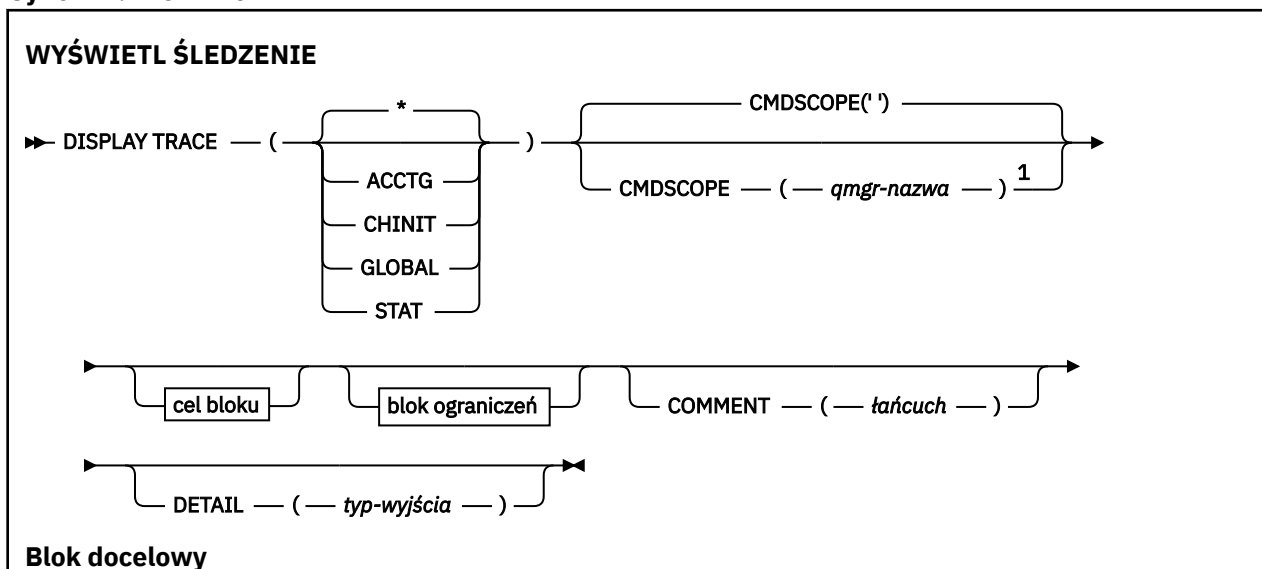 WYŚWIETL ŚLEDZENIE
*
CMDSCOPE(' ')
DISPLAY TRACE ( )
ACCTG
CMDSCOPE ( qmgr-nazwa ) 1
CHINIT
GLOBAL
STAT
cel bloku
blok ograniczeń
COMMENT ( łańcuch )
DETAIL ( typ-wyjścia )
Blok docelowy